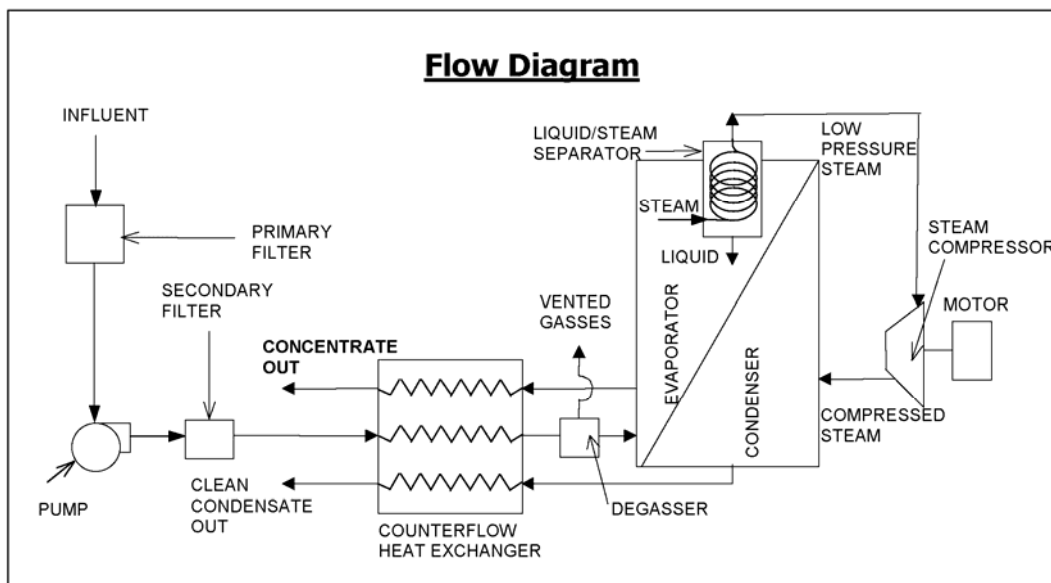 Flow Diagram
INFLUENT
PRIMARY
FILTER
SECONDARY
FILTER
PUMP
CLEAN
CONDENSATE
OUT
CONCENTRATE
OUT
COUNTERFLOW
HEAT EXCHANGER
VENTED
GASSES
DEGASSER
LIQUID/STEAM
SEPARATOR
STEAM
LIQUID
EVAPORATOR
CONDENSER
LOW
PRESSURE
STEAM
STEAM
COMPRESSOR
MOTOR
COMPRESSED
STEAM